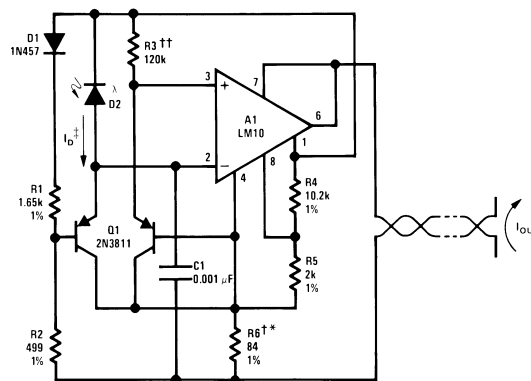 D1
1N457
R3 ††
120k
λ
D2
I_D ‡‡
3
+
7
A1
LM10
6
1
2
−
8
4
R1
1.65k
1%
Q1
2N3811
R4
10.2k
1%
C1
0.001 μF
R5
2k
1%
I_OU
R2
499
1%
R6†*
84
1%